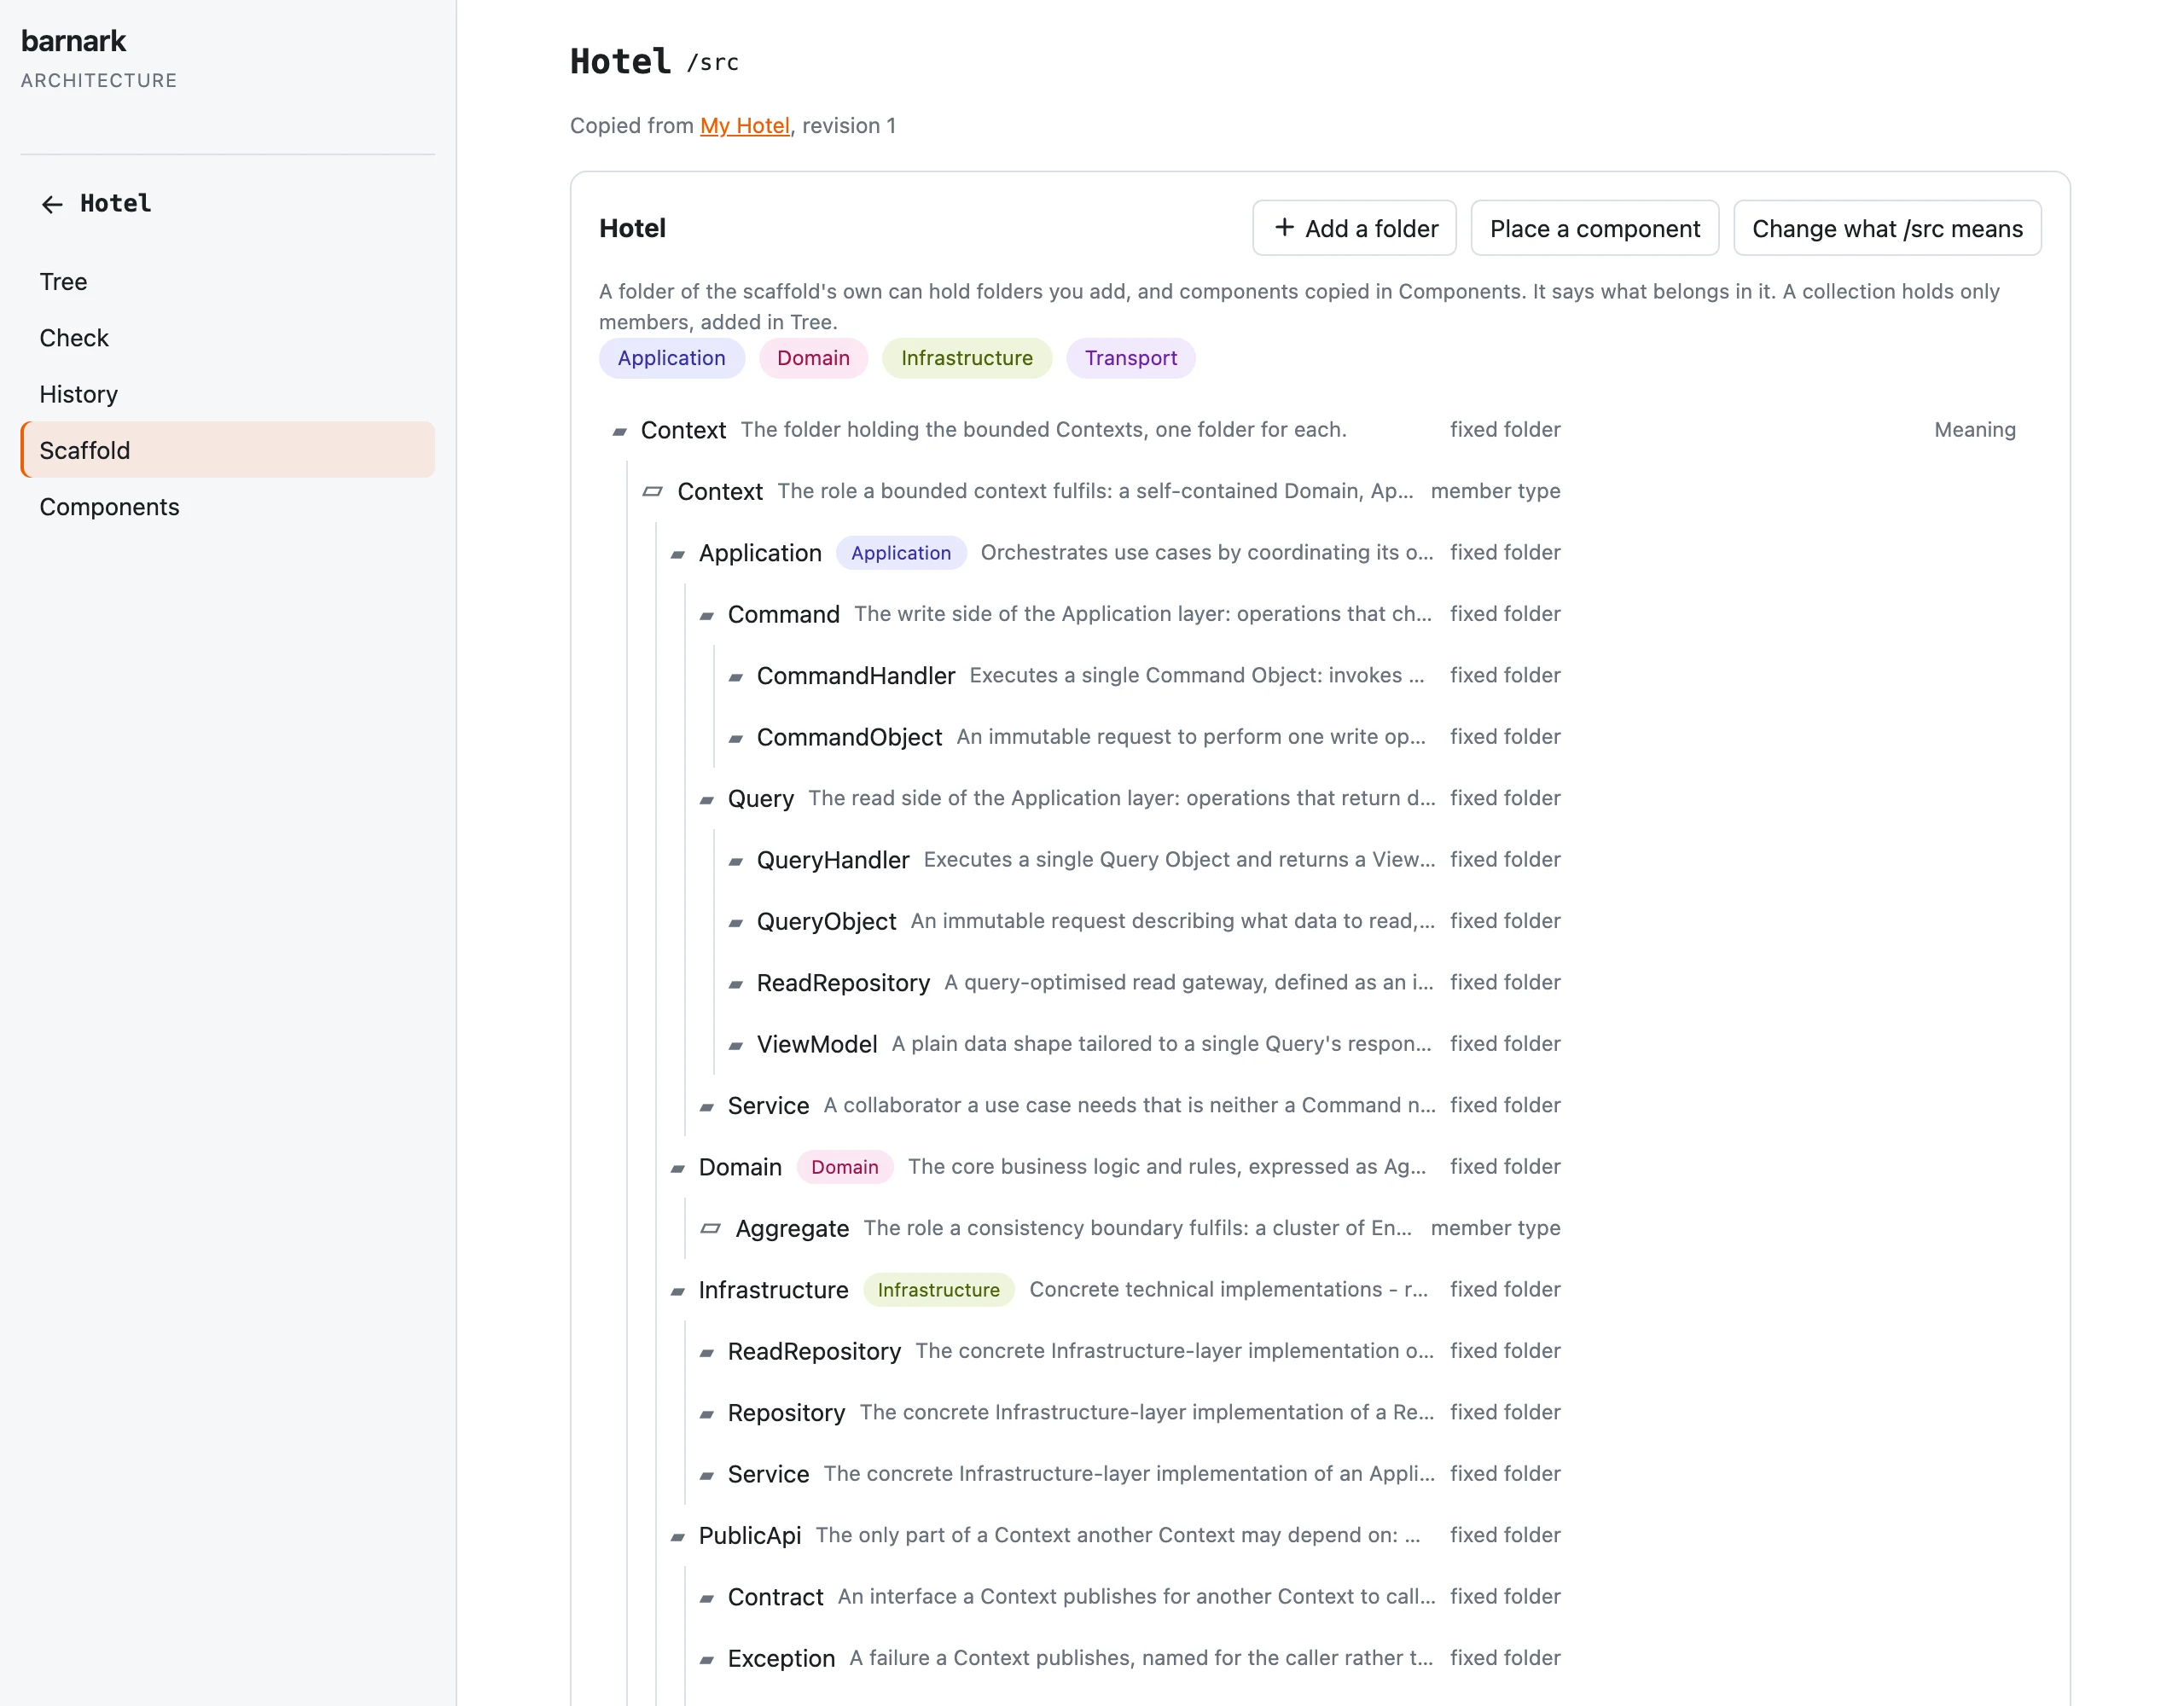 barnark
ARCHITECTURE
Hotel
Tree
Check
History
Scaffold
Components
Hotel /src
Copied from My Hotel, revision 1
Hotel
+ Add a folder
Place a component
Change what /src means
A folder of the scaffold's own can hold folders you add, and components copied in Components. It says what belongs in it. A collection holds only
members, added in Tree.
Application Domain Infrastructure Transport
Context The folder holding the bounded Contexts, one folder for each. fixed folder Meaning
Context The role a bounded context fulfils: a self-contained Domain, Ap... member type
Application Application Orchestrates use cases by coordinating its o... fixed folder
Command The write side of the Application layer: operations that ch... fixed folder
CommandHandler Executes a single Command Object: invokes ... fixed folder
CommandObject An immutable request to perform one write op... fixed folder
Query The read side of the Application layer: operations that return d... fixed folder
QueryHandler Executes a single Query Object and returns a View... fixed folder
QueryObject An immutable request describing what data to read,... fixed folder
ReadRepository A query-optimised read gateway, defined as an i... fixed folder
ViewModel A plain data shape tailored to a single Query's respon... fixed folder
Service A collaborator a use case needs that is neither a Command n... fixed folder
Domain Domain The core business logic and rules, expressed as Ag... fixed folder
Aggregate The role a consistency boundary fulfils: a cluster of En... member type
Infrastructure Infrastructure Concrete technical implementations - r... fixed folder
ReadRepository The concrete Infrastructure-layer implementation o... fixed folder
Repository The concrete Infrastructure-layer implementation of a Re... fixed folder
Service The concrete Infrastructure-layer implementation of an Appli... fixed folder
PublicApi The only part of a Context another Context may depend on: ... fixed folder
Contract An interface a Context publishes for another Context to call... fixed folder
Exception A failure a Context publishes, named for the caller rather t... fixed folder